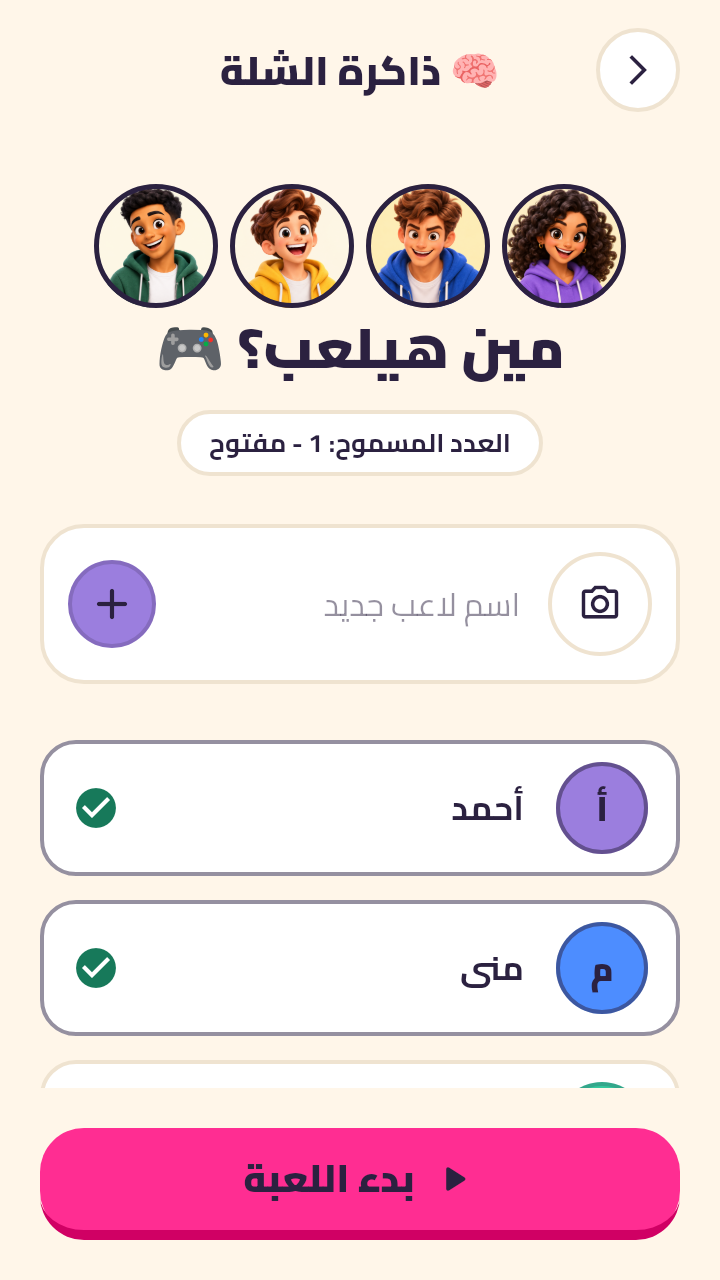 ذاكرة الشلة
مين هيلعب؟
العدد المسموح: 1 - مفتوح
اسم لاعب جديد
أ أحمد
م منى
بدء اللعبة